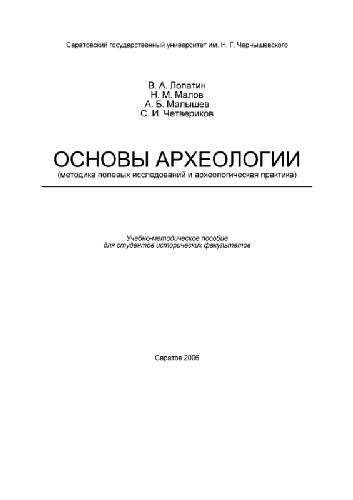 Саратовский государственный университет им. Н. Г. Чернышевского
В. А. Лопатин
Н. М. Малов
А. Б. Малышев
С. И. Четвериков
ОСНОВЫ АРХЕОЛОГИИ
(методика полевых исследований и археологическая практика)
Учебно-методическое пособие
для студентов исторических факультетов
Саратов 2006